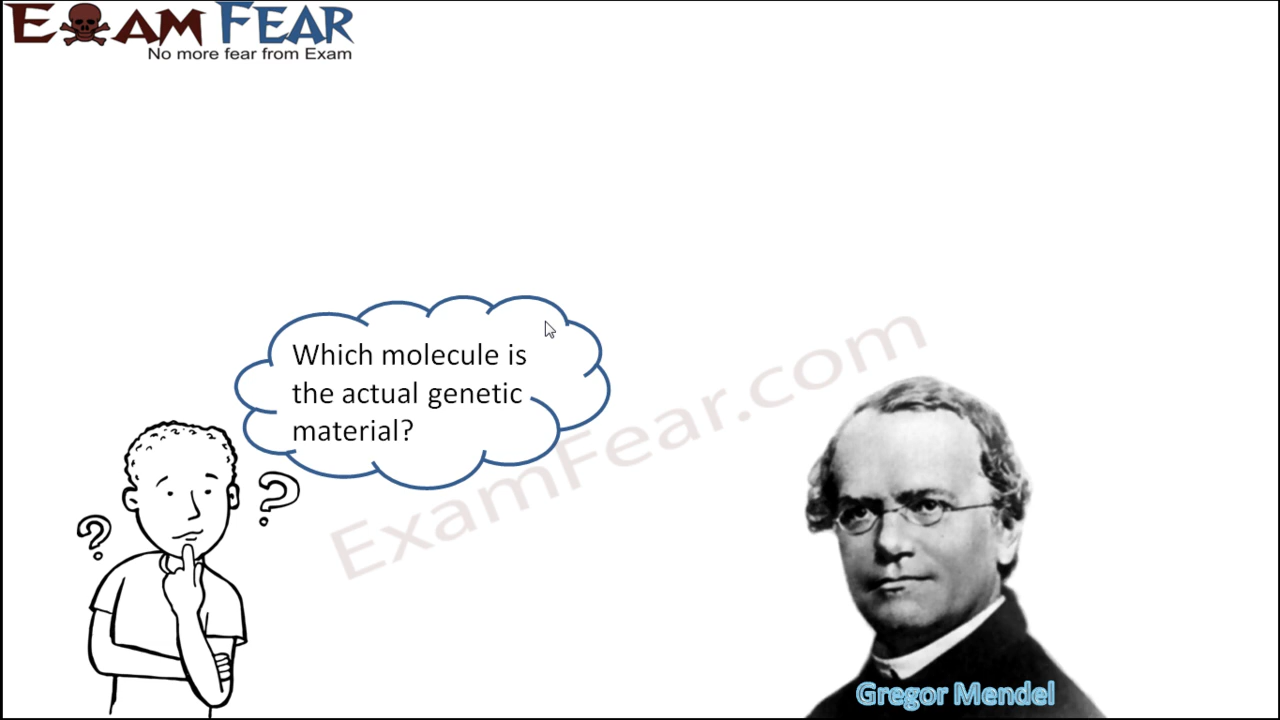 EXAM FEAR
No more fear from Exam
Which molecule is
the actual genetic
material?
ExamFear.com
Gregor Mendel